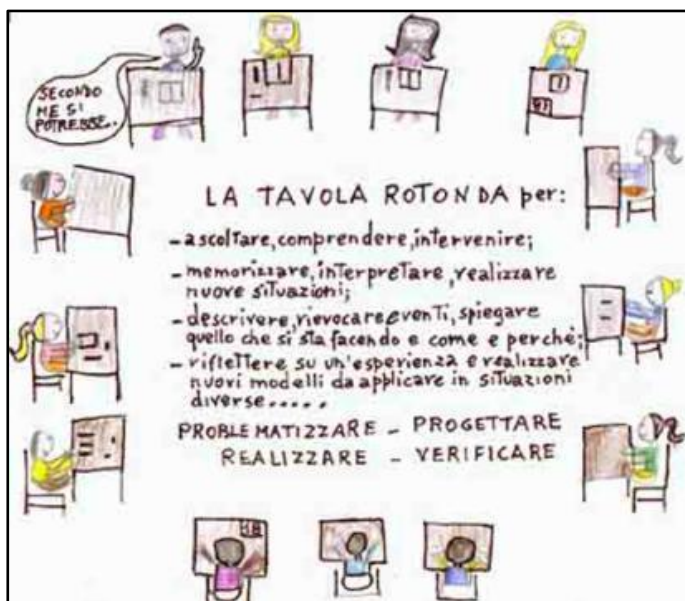 SECONDO
ME SI
POTREBBE..
LA TAVOLA ROTONDA per:
- ascoltare, comprendere, intervenire;
- memorizzare, interpretare, realizzare
nuove situazioni;
- descrivere, rievocare eventi, spiegare
quello che si sta facendo e come e perché;
- riflettere su un'esperienza e realizzare
nuovi modelli da applicare in situazioni
diverse.....
PROBLEMATIZZARE - PROGETTARE
REALIZZARE - VERIFICARE
18